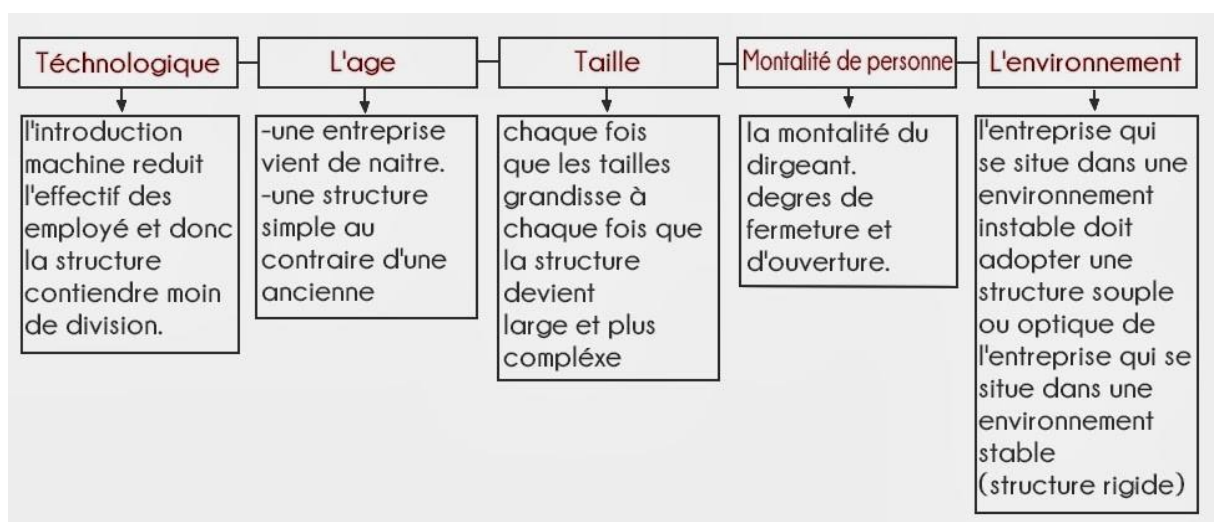 Téchnologique
L'age
Taille
Montalité de personne
L'environnement
l'introduction
machine reduit
l'effectif des
employé et donc
la structure
contiendre moin
de division.
-une entreprise
vient de naitre.
-une structure
simple au
contraire d'une
ancienne
chaque fois
que les tailles
grandisse à
chaque fois que
la structure
devient
large et plus
compléxe
la montalité du
dirgeant.
degres de
fermeture et
d'ouverture.
l'entreprise qui
se situe dans une
environnement
instable doit
adopter une
structure souple
ou optique de
l'entreprise qui se
situe dans une
environnement
stable
(structure rigide)